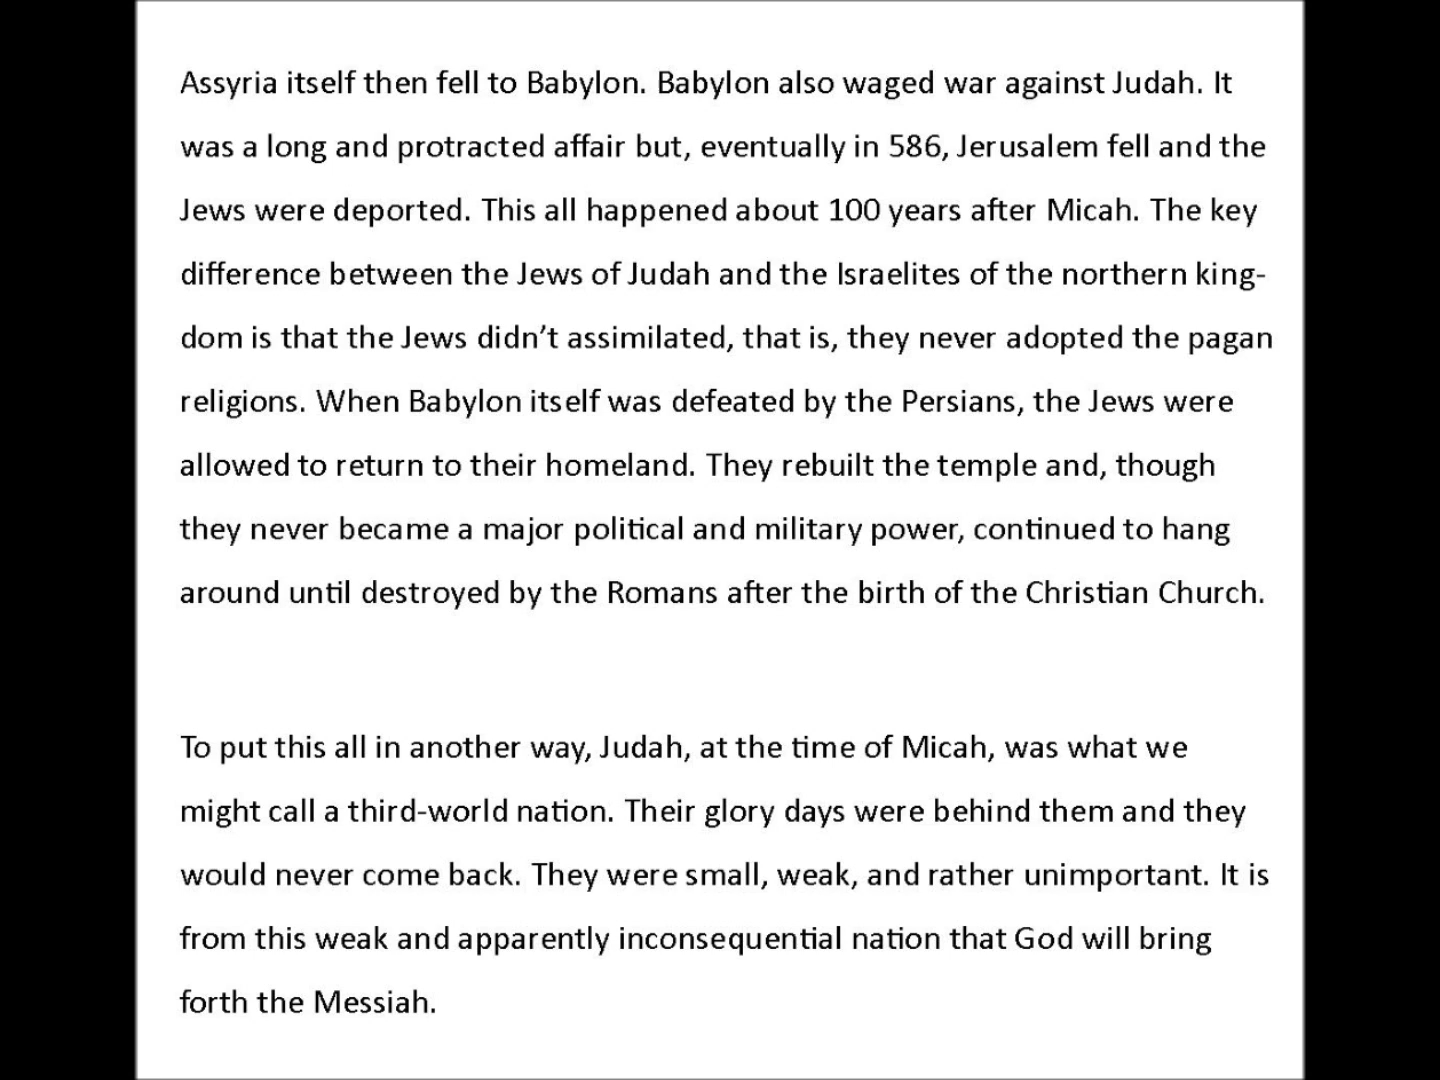 Assyria itself then fell to Babylon. Babylon also waged war against Judah. It
was a long and protracted affair but, eventually in 586, Jerusalem fell and the
Jews were deported. This all happened about 100 years after Micah. The key
difference between the Jews of Judah and the Israelites of the northern king-
dom is that the Jews didn’t assimilated, that is, they never adopted the pagan
religions. When Babylon itself was defeated by the Persians, the Jews were
allowed to return to their homeland. They rebuilt the temple and, though
they never became a major political and military power, continued to hang
around until destroyed by the Romans after the birth of the Christian Church.
To put this all in another way, Judah, at the time of Micah, was what we
might call a third-world nation. Their glory days were behind them and they
would never come back. They were small, weak, and rather unimportant. It is
from this weak and apparently inconsequential nation that God will bring
forth the Messiah.